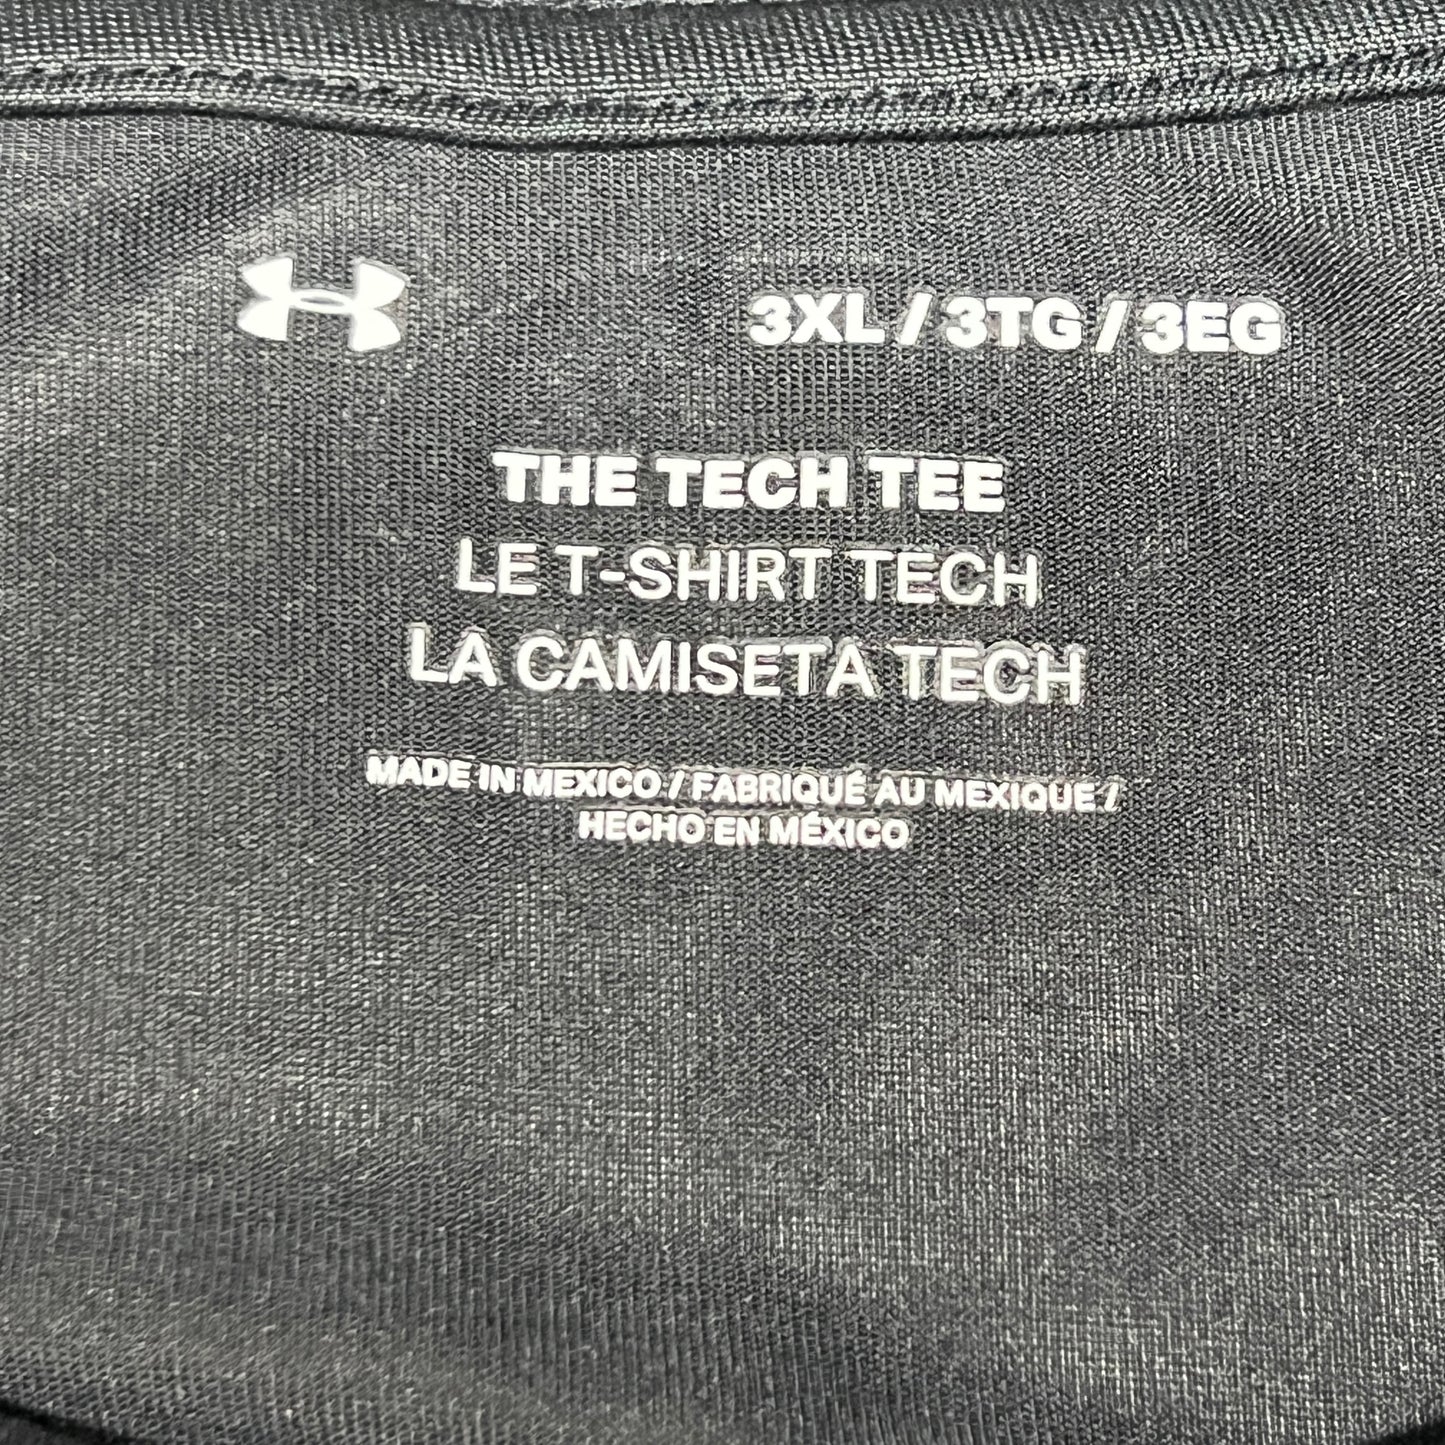 3XL / 3TG / 3EG
THE TECH TEE
LE T-SHIRT TECH
LA CAMISETA TECH
MADE IN MEXICO / FABRIQUÉ AU MEXIQUE /
HECHO EN MÉXICO